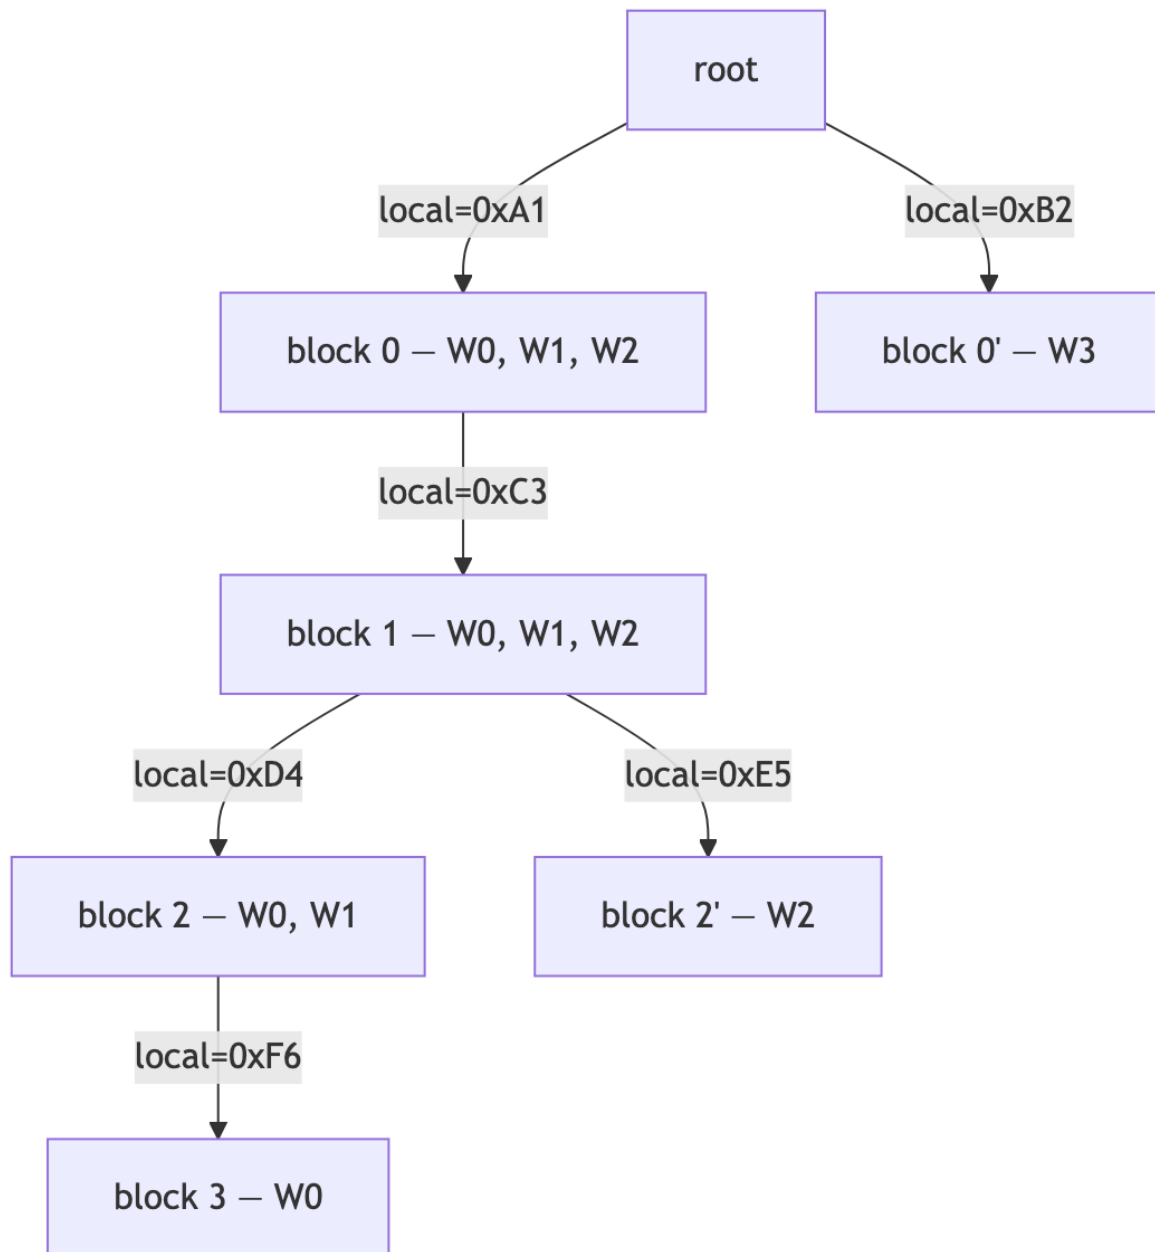 root
local=0xA1
local=0xB2
block 0 — W0, W1, W2
block 0' — W3
local=0xC3
block 1 — W0, W1, W2
local=0xD4
local=0xE5
block 2 — W0, W1
block 2' — W2
local=0xF6
block 3 — W0